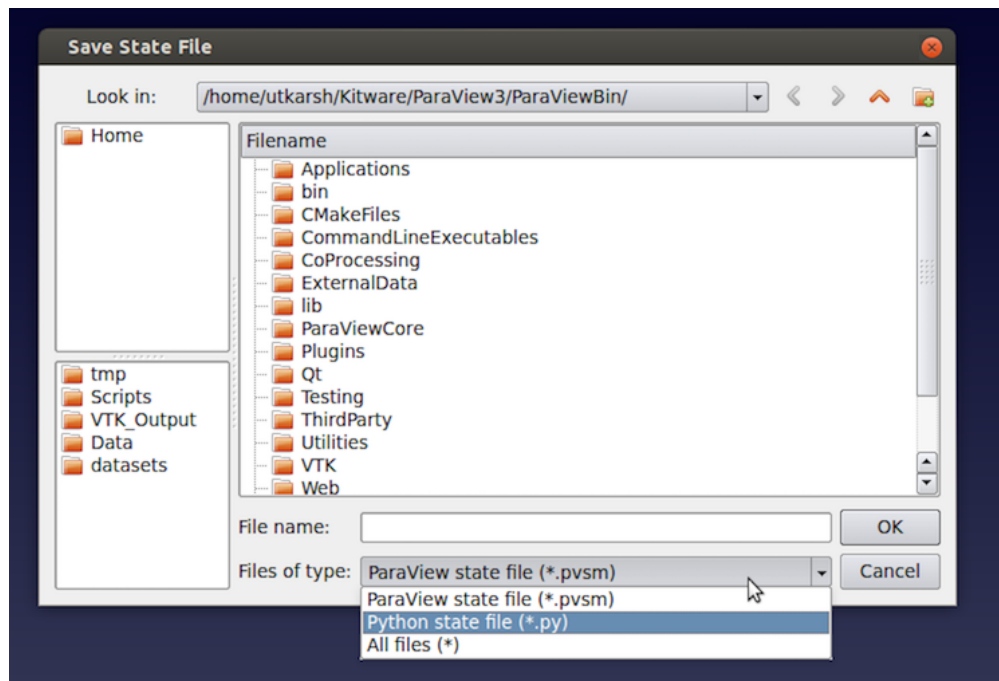 Save State File
Look in: /home/utkarsh/Kitware/ParaView3/ParaViewBin/
Home
tmp
Scripts
VTK_Output
Data
datasets
Filename
Applications
bin
CMakeFiles
CommandLineExecutables
CoProcessing
ExternalData
lib
ParaViewCore
Plugins
Qt
Testing
ThirdParty
Utilities
VTK
Web
File name: OK
Files of type: ParaView state file (*.pvsm) Cancel
ParaView state file (*.pvsm)
Python state file (*.py)
All files (*)